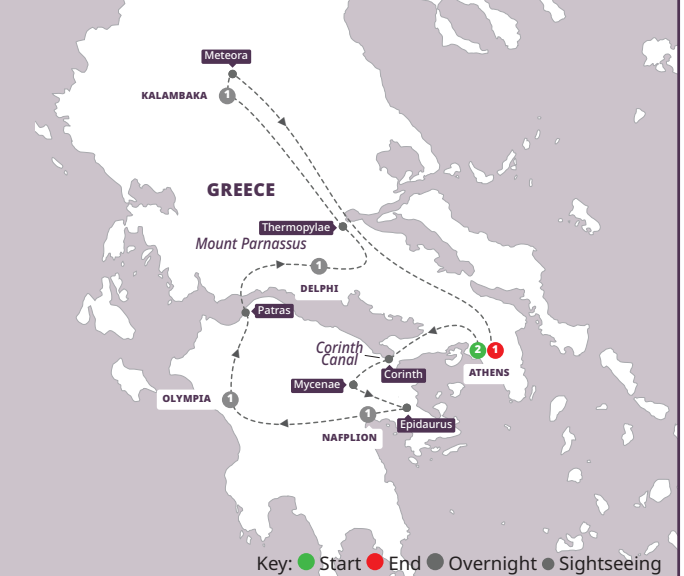 Meteora
KALAMBAKA
1
GREECE
Thermopylae
Mount Parnassus
1
DELPHI
Patras
Corinth
Canal
2
1
ATHENS
Corinth
Mycenae
OLYMPIA
1
1
Epidaurus
NAFPLION
Key: Start End Overnight Sightseeing